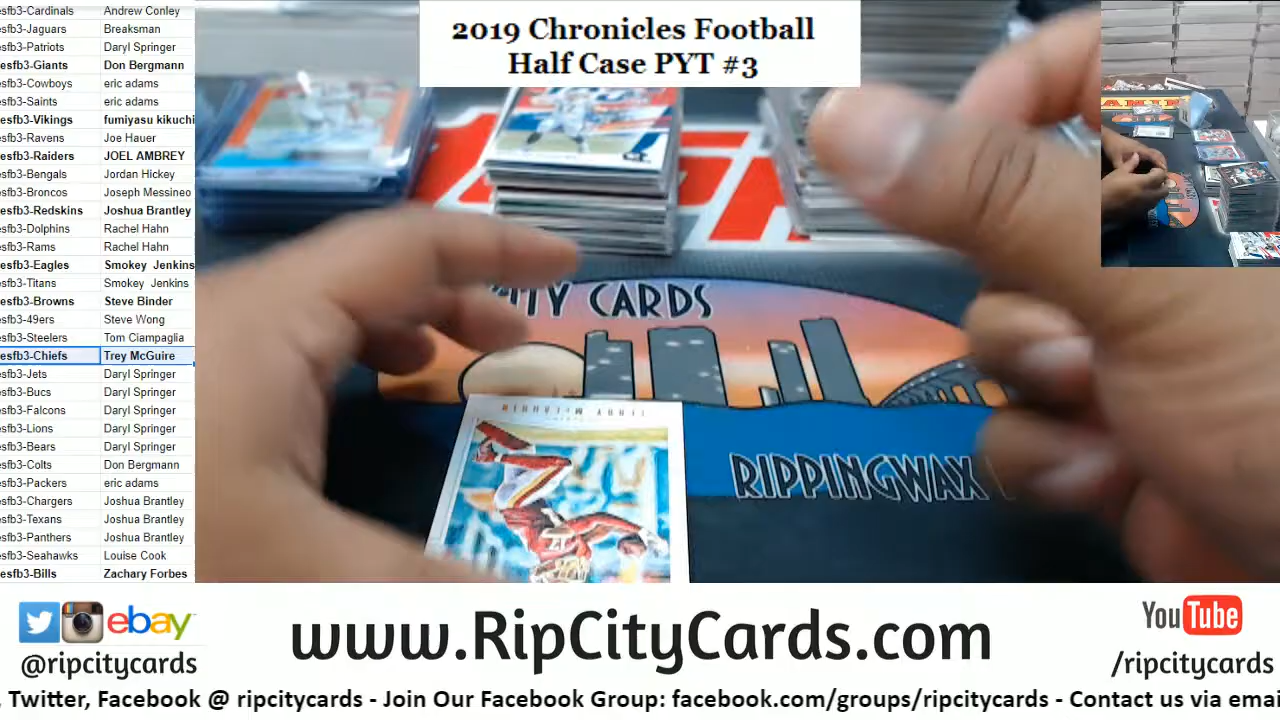 esfb3-Cardinals Andrew Conley
esfb3-Jaguars Breaksman
esfb3-Patriots Daryl Springer
esfb3-Giants Don Bergmann
esfb3-Cowboys eric adams
esfb3-Saints eric adams
esfb3-Vikings fumiyasu kikuchi
esfb3-Ravens Joe Hauer
esfb3-Raiders JOEL AMBREY
esfb3-Bengals Jordan Hickey
esfb3-Broncos Joseph Messineo
esfb3-Redskins Joshua Brantley
esfb3-Dolphins Rachel Hahn
esfb3-Rams Rachel Hahn
esfb3-Eagles Smokey Jenkins
esfb3-Titans Smokey Jenkins
esfb3-Browns Steve Binder
esfb3-49ers Steve Wong
esfb3-Steelers Tom Ciampaglia
esfb3-Chiefs Trey McGuire
esfb3-Jets Daryl Springer
esfb3-Bucs Daryl Springer
esfb3-Falcons Daryl Springer
esfb3-Lions Daryl Springer
esfb3-Bears Daryl Springer
esfb3-Colts Don Bergmann
esfb3-Packers eric adams
esfb3-Chargers Joshua Brantley
esfb3-Texans Joshua Brantley
esfb3-Panthers Joshua Brantley
esfb3-Seahawks Louise Cook
esfb3-Bills Zachary Forbes
2019 Chronicles Football
Half Case PYT #3
CITY CARDS
RIPPINGWAX
TERRY McLAURIN
ebay
@ripcitycards
www.RipCityCards.com
YouTube
/ripcitycards
, Twitter, Facebook @ ripcitycards - Join Our Facebook Group: facebook.com/groups/ripcitycards - Contact us via emai